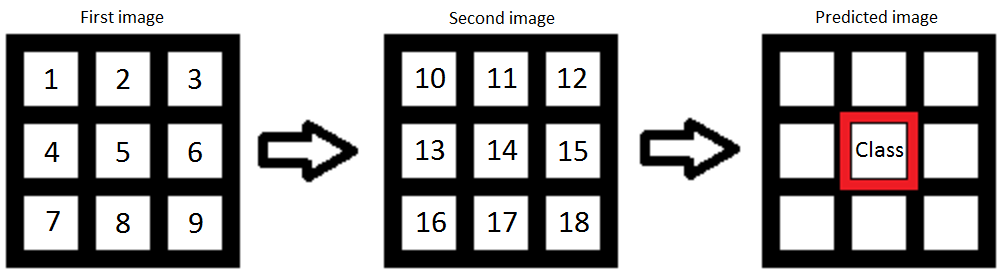 First image
Second image
Predicted image
1 2 3
10 11 12
4 5 6
13 14 15
Class
7 8 9
16 17 18